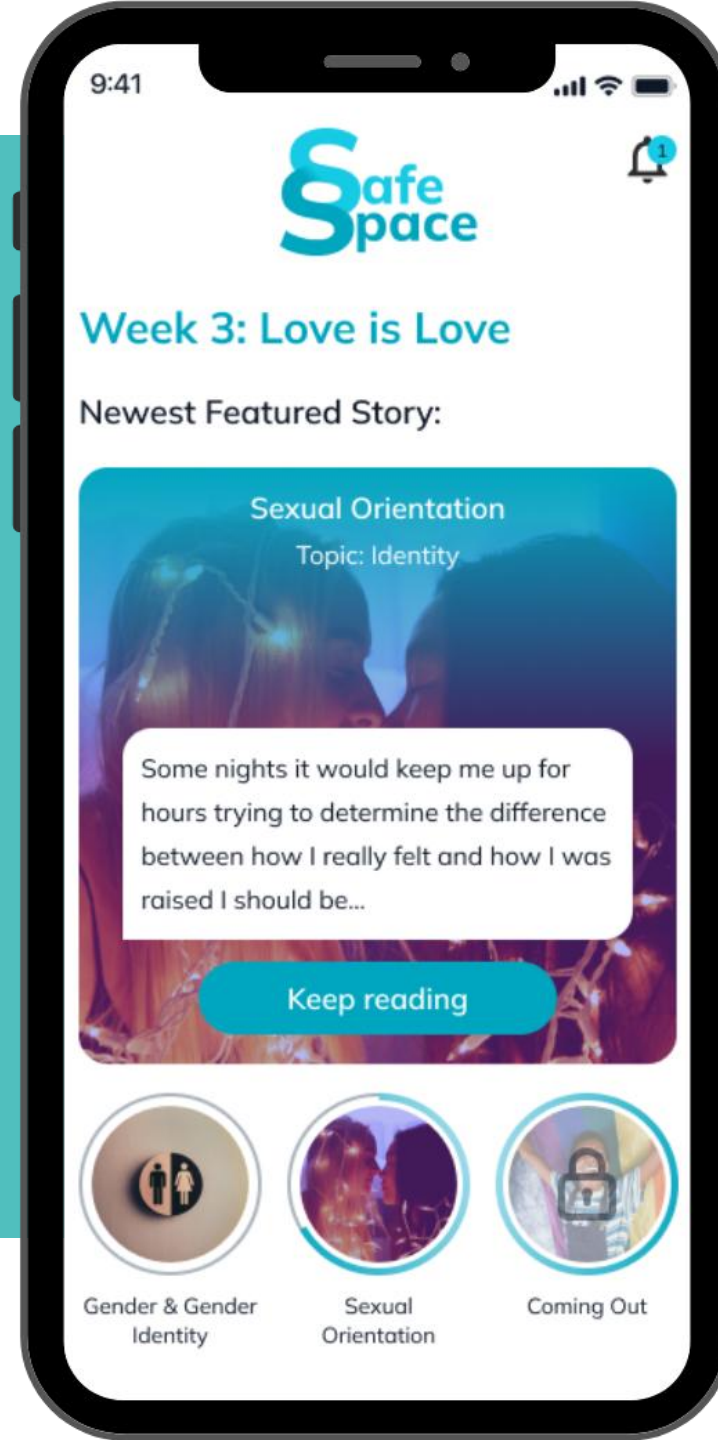 9:41
1
Safe
Space
Week 3: Love is Love
Newest Featured Story:
Sexual Orientation
Topic: Identity
Some nights it would keep me up for
hours trying to determine the difference
between how I really felt and how I was
raised I should be...
Keep reading
Gender & Gender
Identity
Sexual
Orientation
Coming Out